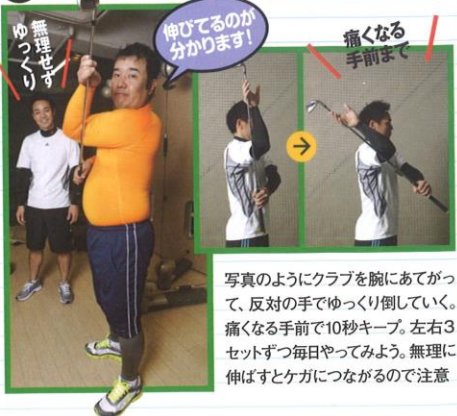 無理せず
ゆっくり
伸びてるのが
分かります!
痛くなる
手前まで
写真のようにクラブを腕にあてがっ
て、反対の手でゆっくり倒していく。
痛くなる手前で10秒キープ。左右3
セットずつ毎日やってみよう。無理に
伸ばすとケガにつながるので注意